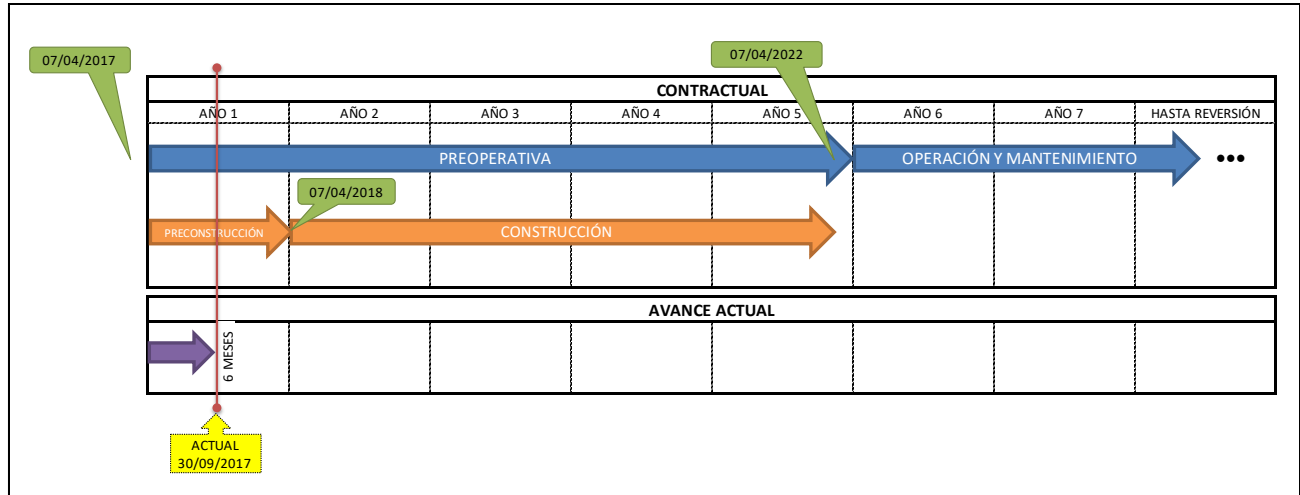 07/04/2017
07/04/2022
CONTRACTUAL
AÑO 1 AÑO 2 AÑO 3 AÑO 4 AÑO 5 AÑO 6 AÑO 7 HASTA REVERSIÓN
PREOPERATIVA OPERACIÓN Y MANTENIMIENTO •••
07/04/2018
PRECONSTRUCCIÓN CONSTRUCCIÓN
AVANCE ACTUAL
6 MESES
ACTUAL
30/09/2017